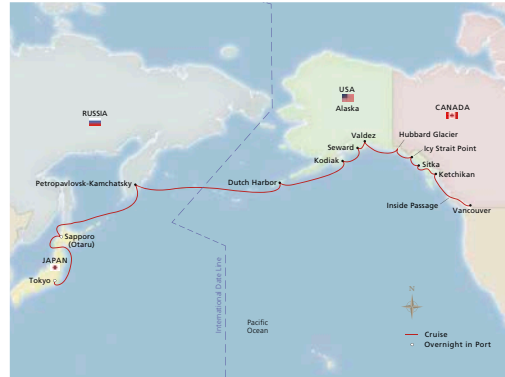 USA
Alaska
CANADA
RUSSIA
Valdez
Hubbard Glacier
Seward
Icy Strait Point
Kodiak
Sitka
Ketchikan
Petropavlovsk-Kamchatsky
Dutch Harbor
Inside Passage
Vancouver
Sapporo
(Otaru)
JAPAN
Tokyo
International Date Line
N
Pacific
Ocean
Cruise
Overnight in Port